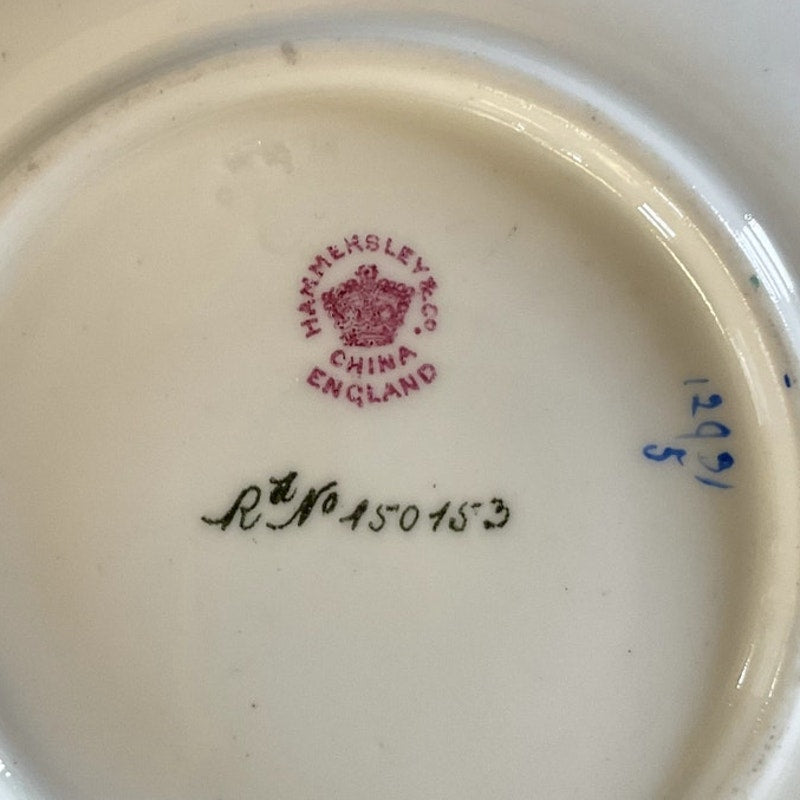 HAMMERSLEY & Co.
CHINA
ENGLAND
Rd No 150153